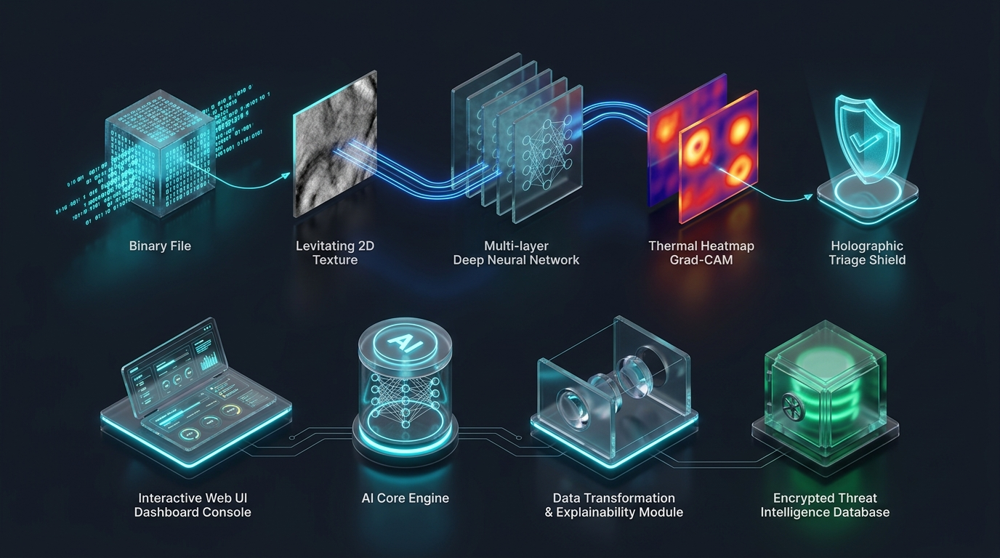 Binary File
Levitating 2D
Texture
Multi-layer
Deep Neural Network
Thermal Heatmap
Grad-CAM
Holographic
Triage Shield
AI
Interactive Web UI
Dashboard Console
AI Core Engine
Data Transformation
& Explainability Module
Encrypted Threat
Intelligence Database